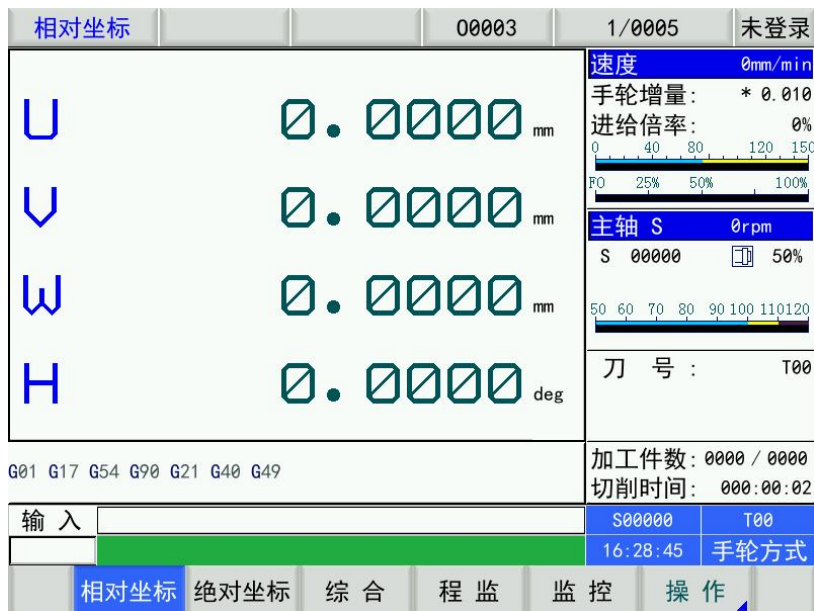 相对坐标 O0003 1/0005 未登录
U 0.0000 mm
V 0.0000 mm
W 0.0000 mm
H 0.0000 deg
速度 0mm/min
手轮增量: * 0.010
进给倍率: 0%
0 40 80 120 150
F0 25% 50% 100%
主轴 S 0rpm
S 00000 50%
50 60 70 80 90 100 110120
刀 号 : T00
G01 G17 G54 G90 G21 G40 G49
加工件数: 0000 / 0000
切削时间: 000:00:02
输 入
S00000 T00
16:28:45 手轮方式
相对坐标 绝对坐标 综 合 程 监 监 控 操 作